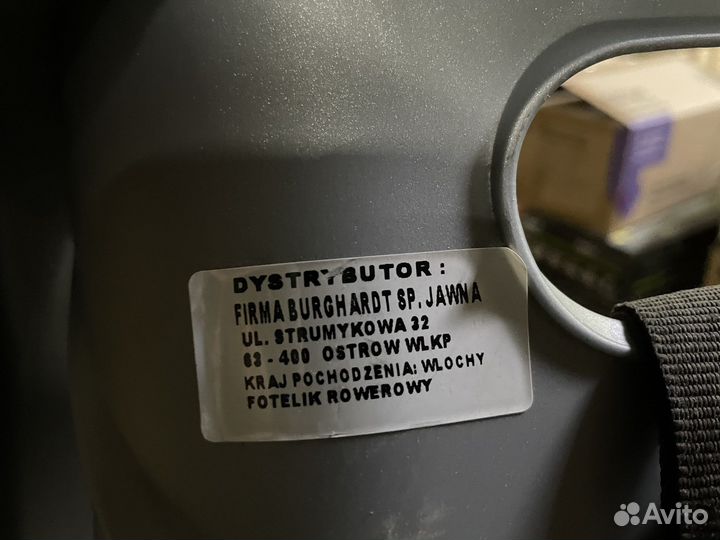 DYSTRYBUTOR :
FIRMA BURGHARDT SP. JAWNA
UL. STRUMYKOWA 32
63 - 400 OSTROW WLKP
KRAJ POCHODZENIA: WLOCHY
FOTELIK ROWEROWY
Avito